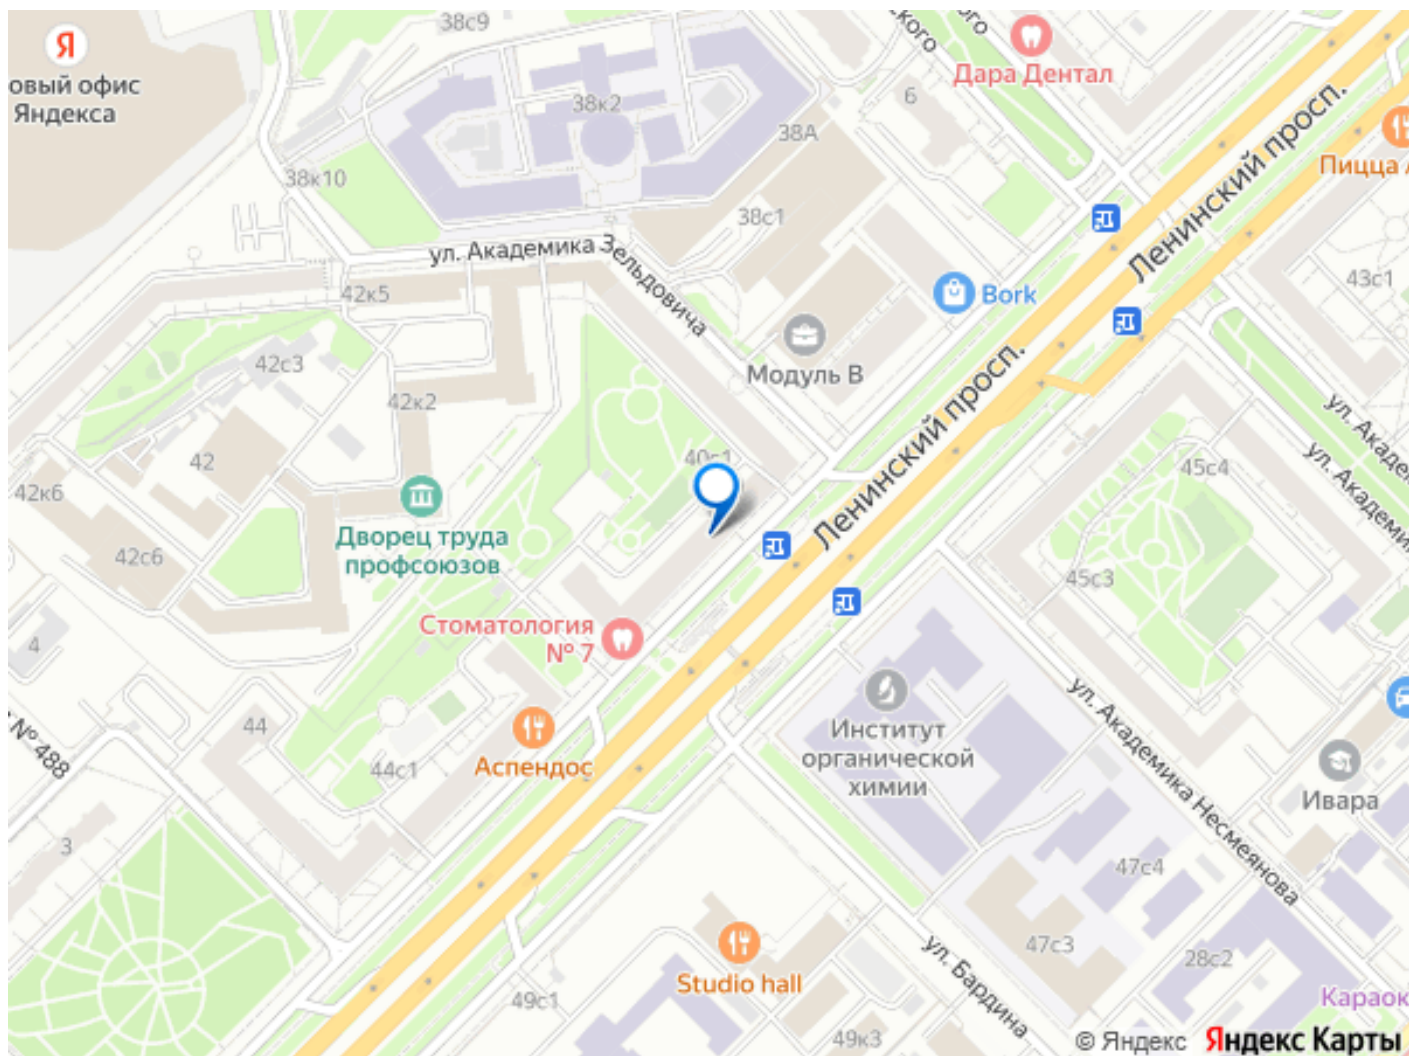 38с9
ского
ого
Дара Дентал
Я
овый офис
Яндекса
38к2
38А
6
Ленинский просп.
Пицца
38к10
38с1
ул. Академика Зельдовича
43с1
42к5
Bork
Модуль В
42с3
42к2
Ленинский просп.
ул. Акаде
ул. Академи
42
40с1
45с4
42к6
Дворец труда
профсоюзов
42с6
45с3
Стоматология
№ 7
4
Институт
органической
химии
ул. Академика Несмеянова
44
№ 488
Аспендос
44с1
Ивара
3
47с4
Studio hall
47с3
28с2
ул. Бардина
49с1
49к3
Караок
© Яндекс Яндекс Карты